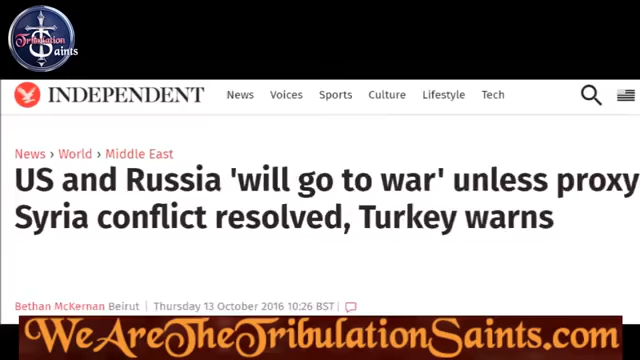 Tribulation
Saints
INDEPENDENT News Voices Sports Culture Lifestyle Tech
News › World › Middle East
US and Russia 'will go to war' unless proxy
Syria conflict resolved, Turkey warns
Bethan McKernan Beirut | Thursday 13 October 2016 10:26 BST |
WeAreTheTribulationSaints.com